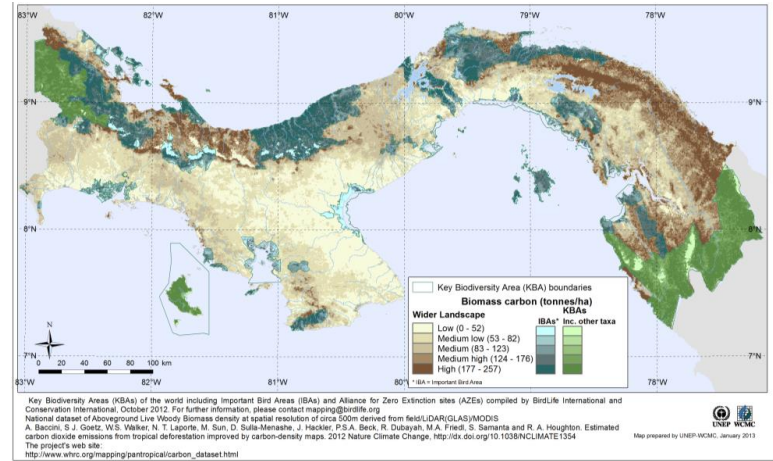 83°W 82°W 81°W 80°W 79°W 78°W
9°N 9°N
8°N 8°N
7°N 7°N
N
0 20 40 60 80 100 km
83°W 82°W 81°W 80°W 79°W 78°W
Key Biodiversity Area (KBA) boundaries
Biomass carbon (tonnes/ha)
Wider Landscape IBAs* KBAs Inc. other taxa
Low (0 - 52)
Medium low (53 - 82)
Medium (83 - 123)
Medium high (124 - 176)
High (177 - 257)
* IBA = Important Bird Area
Key Biodiversity Areas (KBAs) of the world including Important Bird Areas (IBAs) and Alliance for Zero Extinction sites (AZEs) compiled by BirdLife International and
Conservation International, October 2012. For further information, please contact mapping@birdlife.org
National dataset of Aboveground Live Woody Biomass density at spatial resolution of circa 500m derived from field/LiDAR(GLAS)/MODIS
A. Baccini, S J. Goetz, W.S. Walker, N. T. Laporte, M. Sun, D. Sulla-Menashe, J. Hackler, P.S.A. Beck, R. Dubayah, M.A. Friedl, S. Samanta and R. A. Houghton. Estimated
carbon dioxide emissions from tropical deforestation improved by carbon-density maps. 2012 Nature Climate Change, http://dx.doi.org/10.1038/NCLIMATE1354
The project's web site:
http://www.whrc.org/mapping/pantropical/carbon_dataset.html
UNEP WCMC
Map prepared by UNEP-WCMC, January 2013